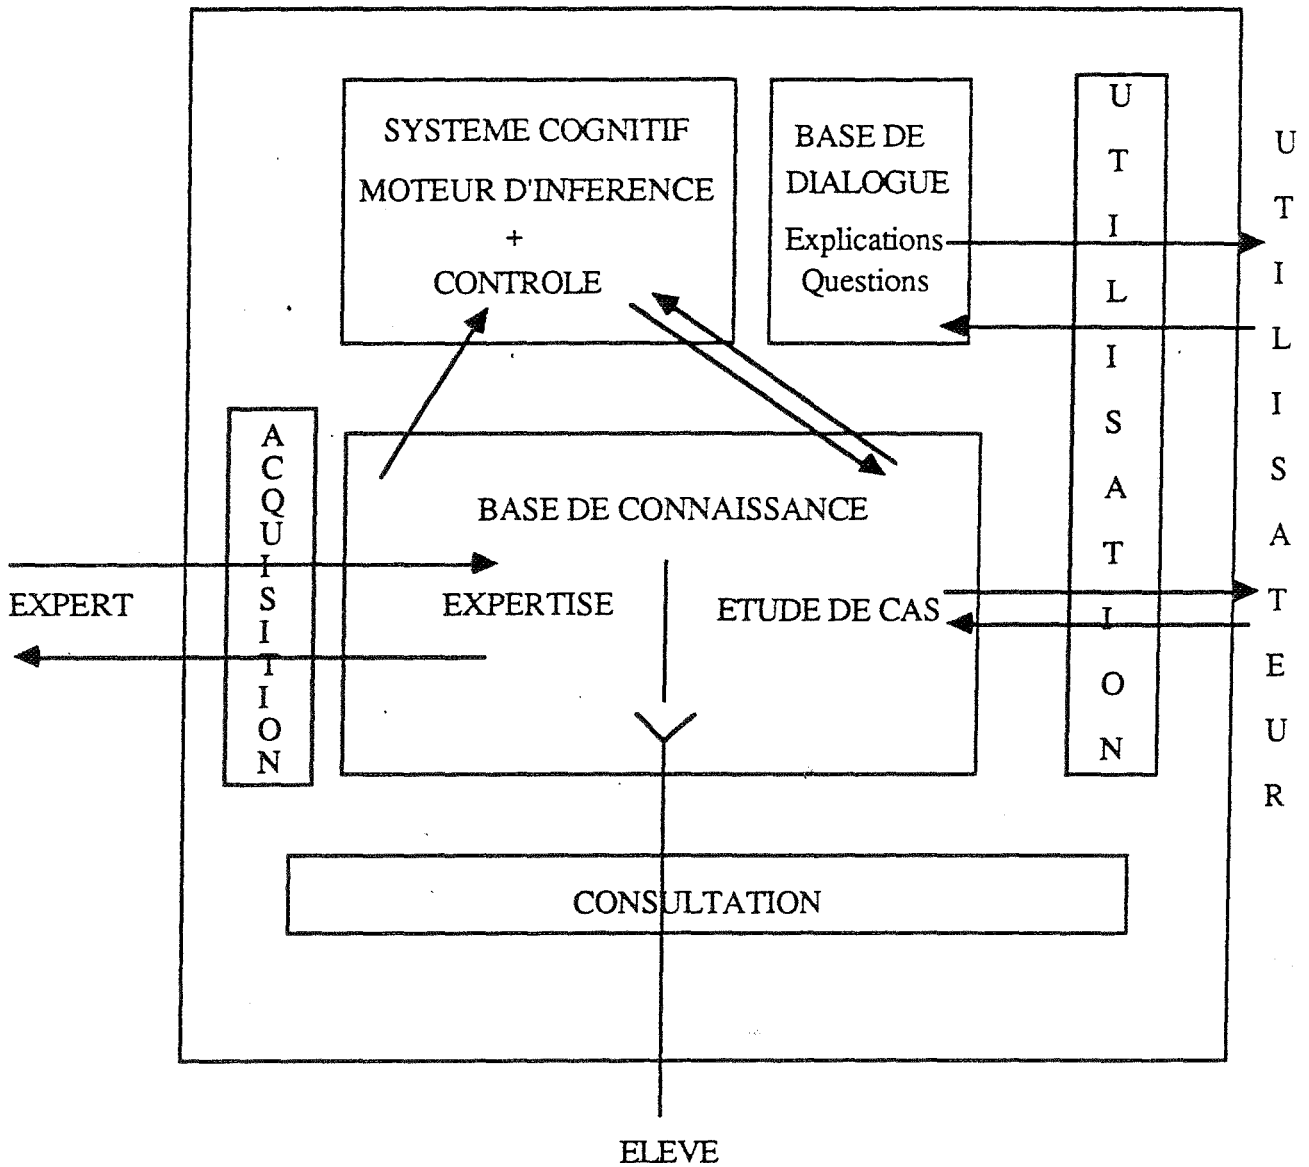 SYSTEME COGNITIF
MOTEUR D'INFERENCE
+
CONTROLE
BASE DE
DIALOGUE
Explications
Questions
UTILISATION
UTILISATEUR
ACQUISITION
BASE DE CONNAISSANCE
EXPERT
EXPERTISE
ETUDE DE CAS
CONSULTATION
ELEVE